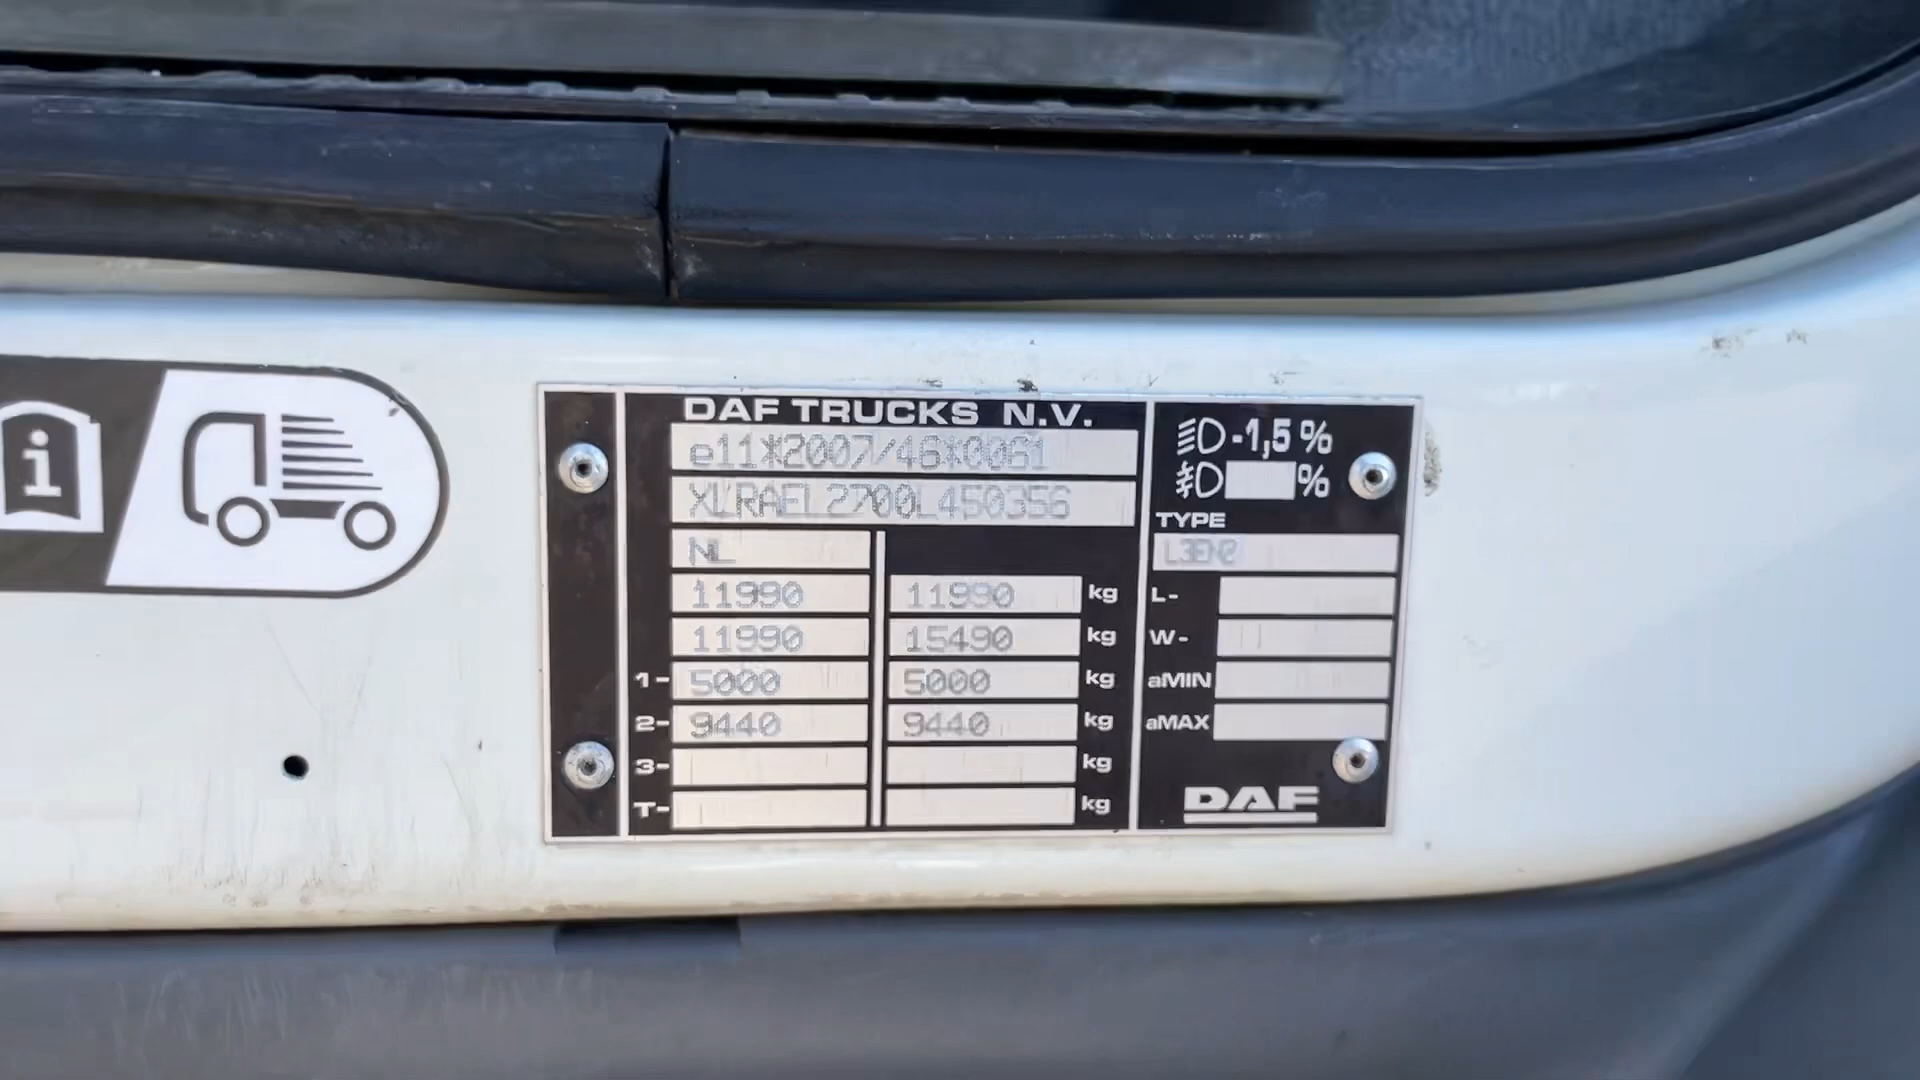 i
DAF TRUCKS N.V.
e11*2007/46*0061
XLRAEL2700L450356
NL
11990 11990 kg
11990 15490 kg
1- 5000 5000 kg
2- 9440 9440 kg
3- kg
T- kg
-1,5 %
%
TYPE
L-
W-
aMIN
aMAX
DAF